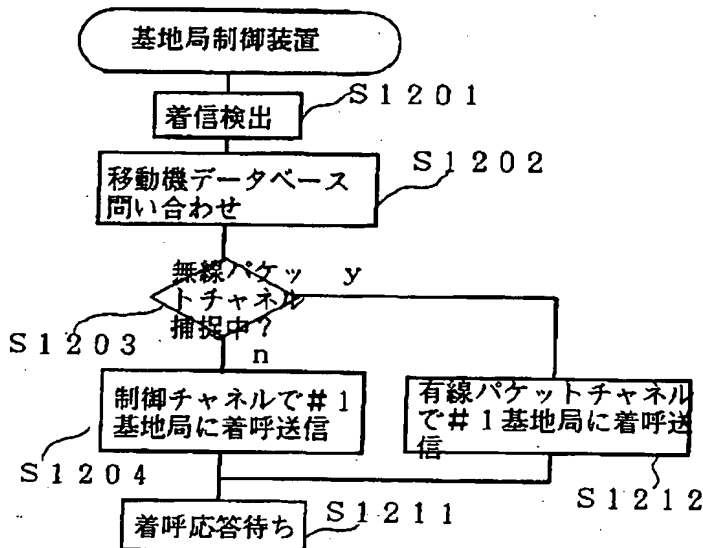 基地局制御装置
着信検出
S1201
移動機データベース
問い合わせ
S1202
無線パケッ
トチャネル
捕捉中?
y
n
S1203
制御チャネルで#1
基地局に着呼送信
S1204
有線パケットチャネル
で#1基地局に着呼送
信
S1212
着呼応答待ち
S1211